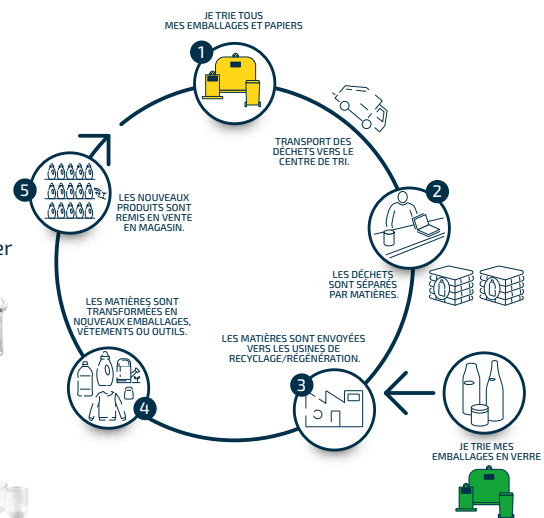 JE TRIE TOUS
MES EMBALLAGES ET PAPIERS
1
TRANSPORT DES
DÉCHETS VERS LE
CENTRE DE TRI.
2
LES DÉCHETS
SONT SÉPARÉS
PAR MATIÈRES.
LES MATIÈRES SONT ENVOYÉES
VERS LES USINES DE
RECYCLAGE/RÉGÉNÉRATION.
3
JE TRIE MES
EMBALLAGES EN VERRE
LES MATIÈRES SONT
TRANSFORMÉES EN
NOUVEAUX EMBALLAGES,
VÊTEMENTS OU OUTILS.
4
5
LES NOUVEAUX
PRODUITS SONT
REMIS EN VENTE
EN MAGASIN.
er